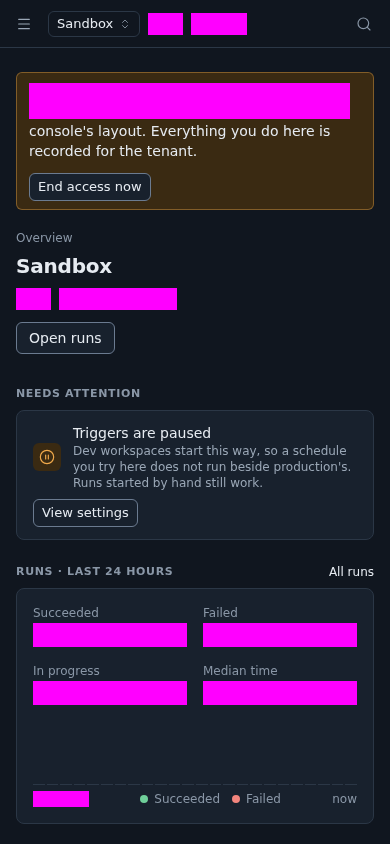 Sandbox
console's layout. Everything you do here is
recorded for the tenant.
End access now
Overview
Sandbox
Open runs
NEEDS ATTENTION
Triggers are paused
Dev workspaces start this way, so a schedule
you try here does not run beside production's.
Runs started by hand still work.
View settings
RUNS · LAST 24 HOURS
All runs
Succeeded
Failed
In progress
Median time
Succeeded
Failed
now